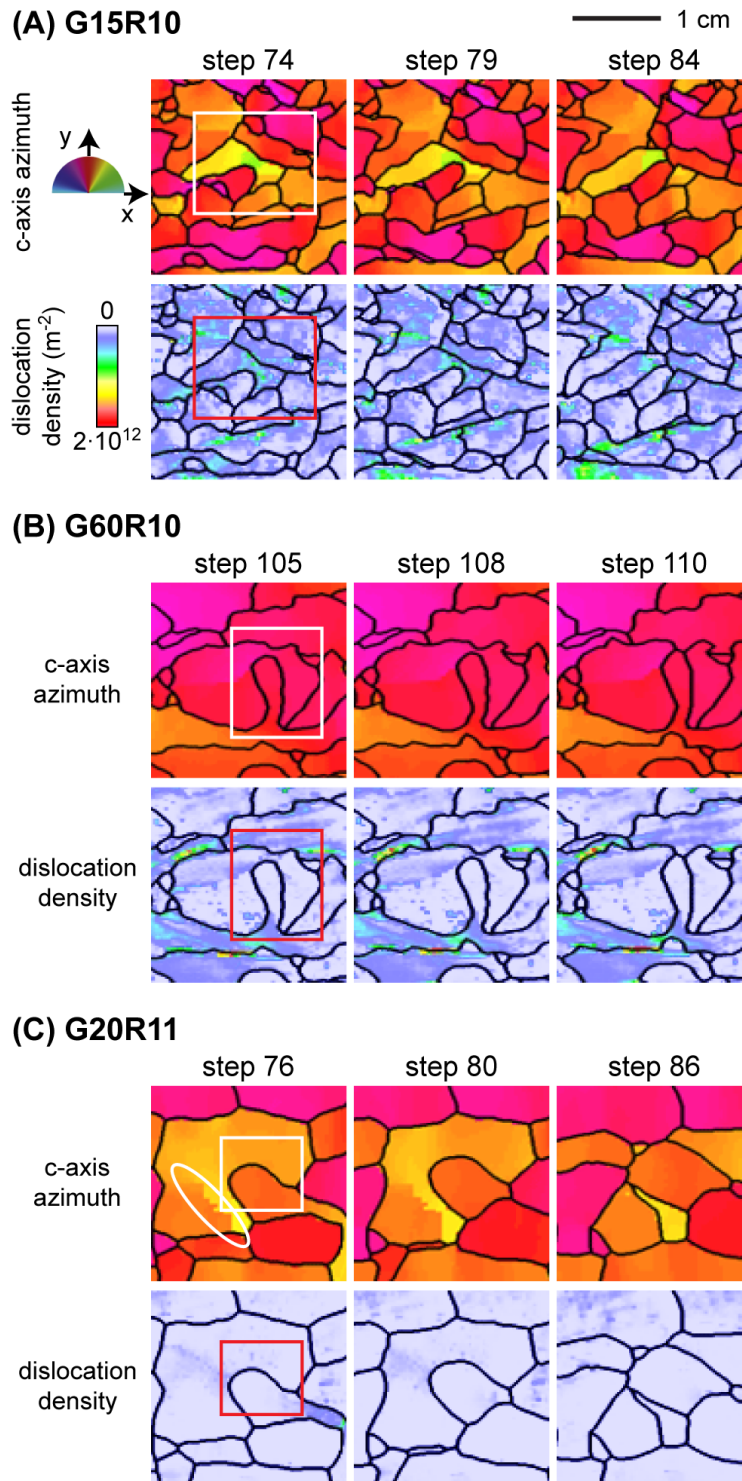 (A) G15R10
1 cm
step 74 step 79 step 84
c-axis azimuth
y
x
dislocation
density (m⁻²)
0
2·10¹²
(B) G60R10
step 105 step 108 step 110
c-axis
azimuth
dislocation
density
(C) G20R11
step 76 step 80 step 86
c-axis
azimuth
dislocation
density